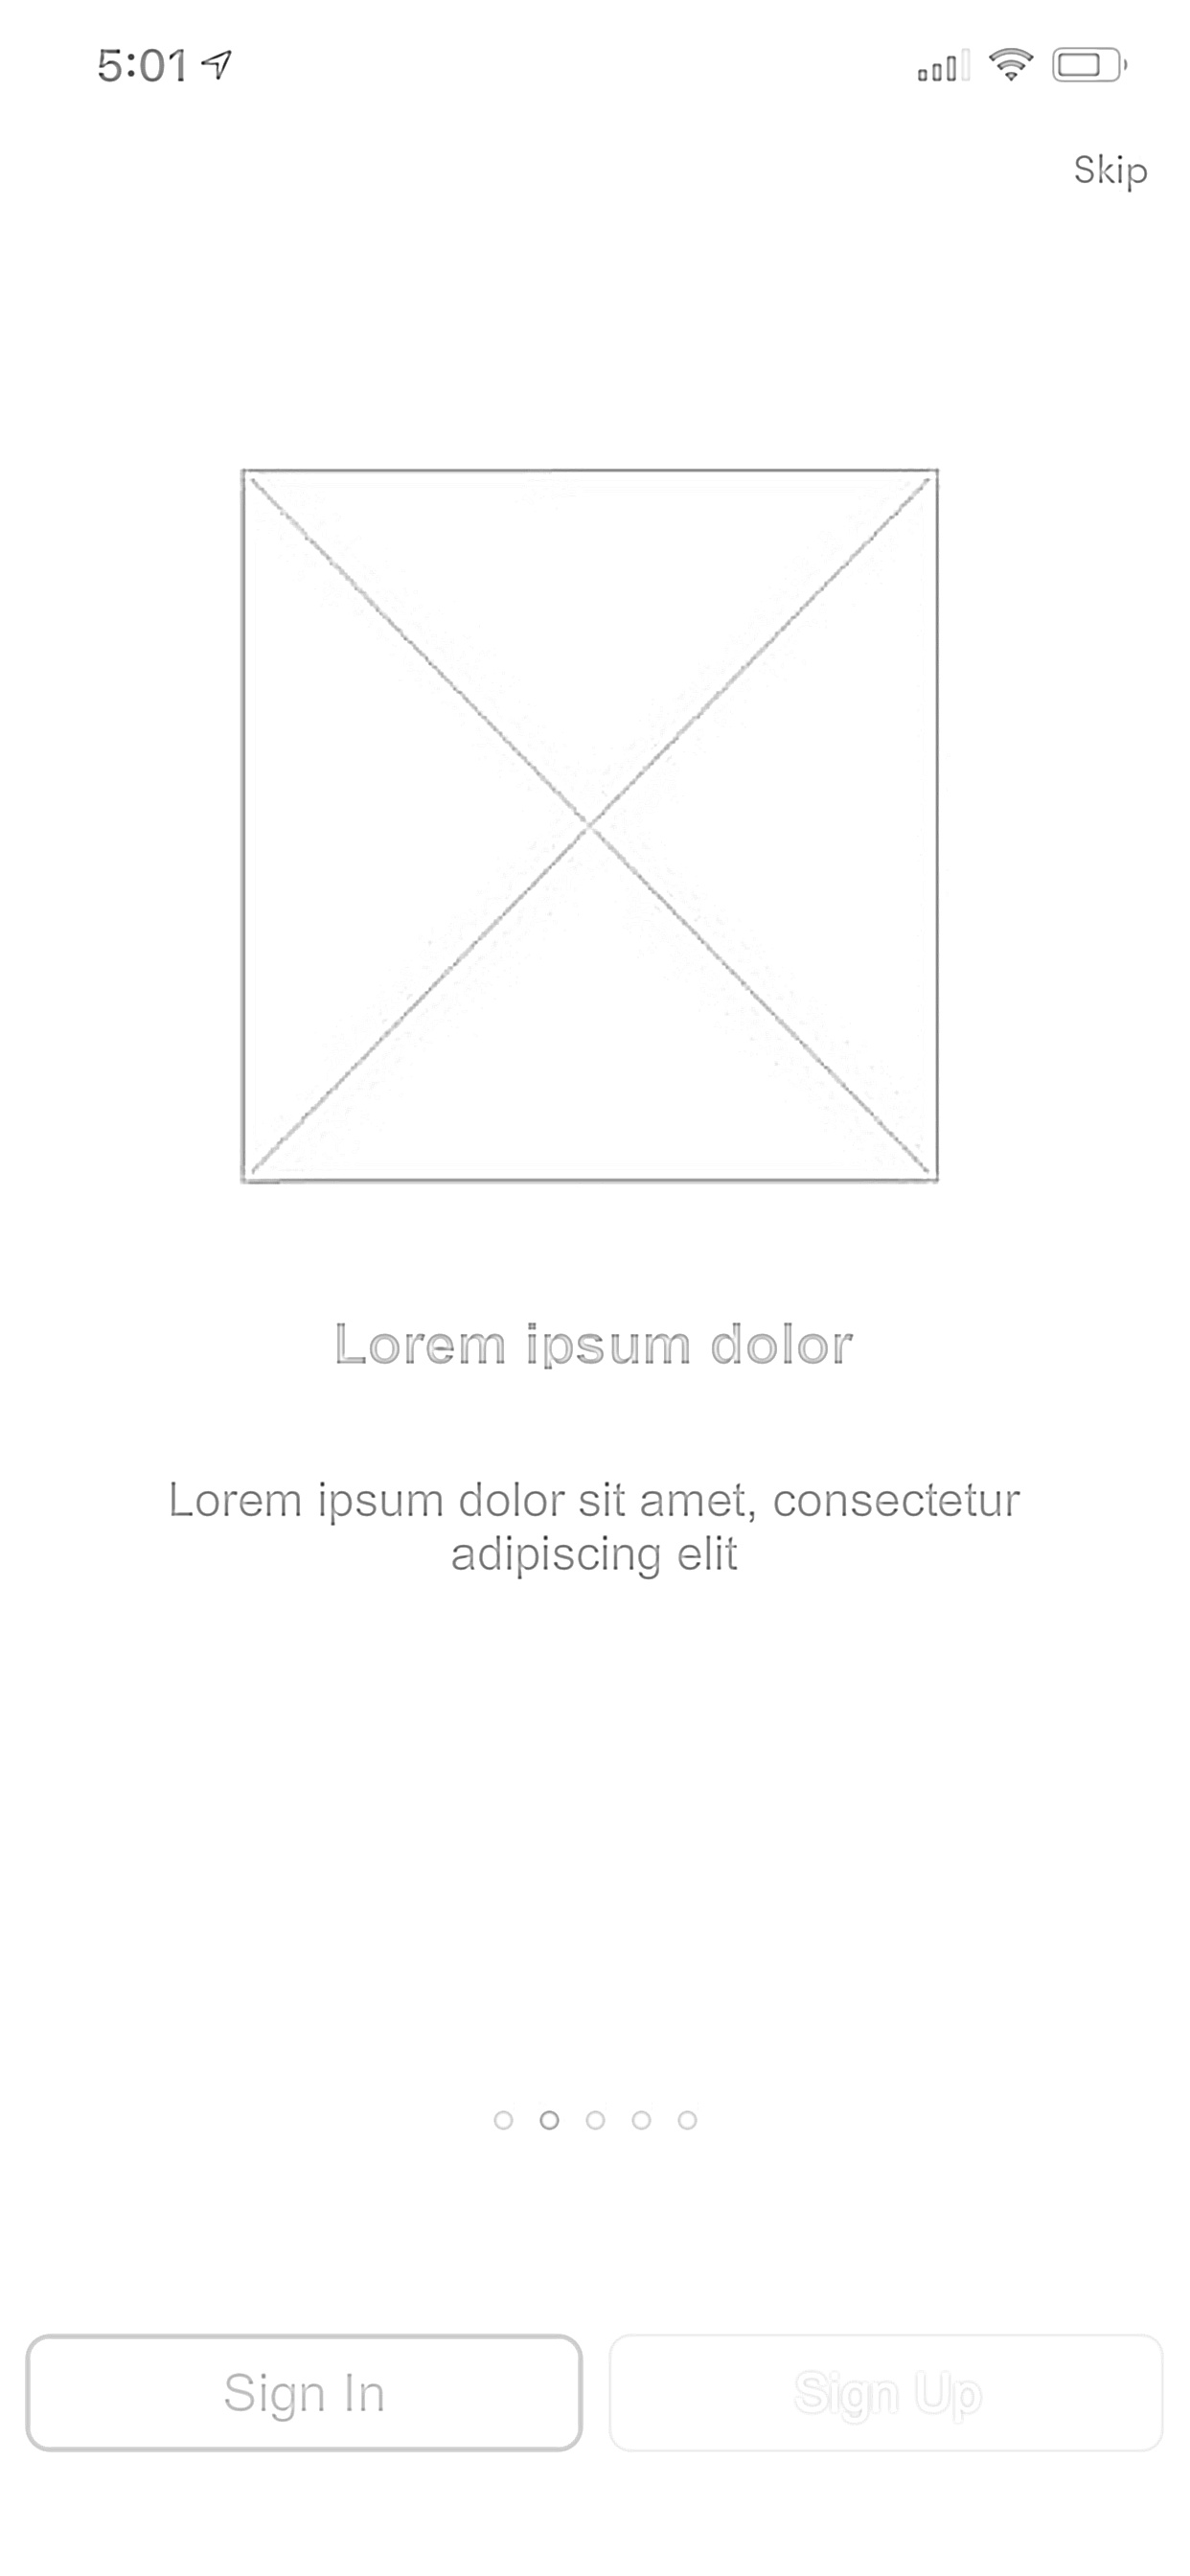 5:01
Skip
Lorem ipsum dolor
Lorem ipsum dolor sit amet, consectetur
adipiscing elit
Sign In
Sign Up